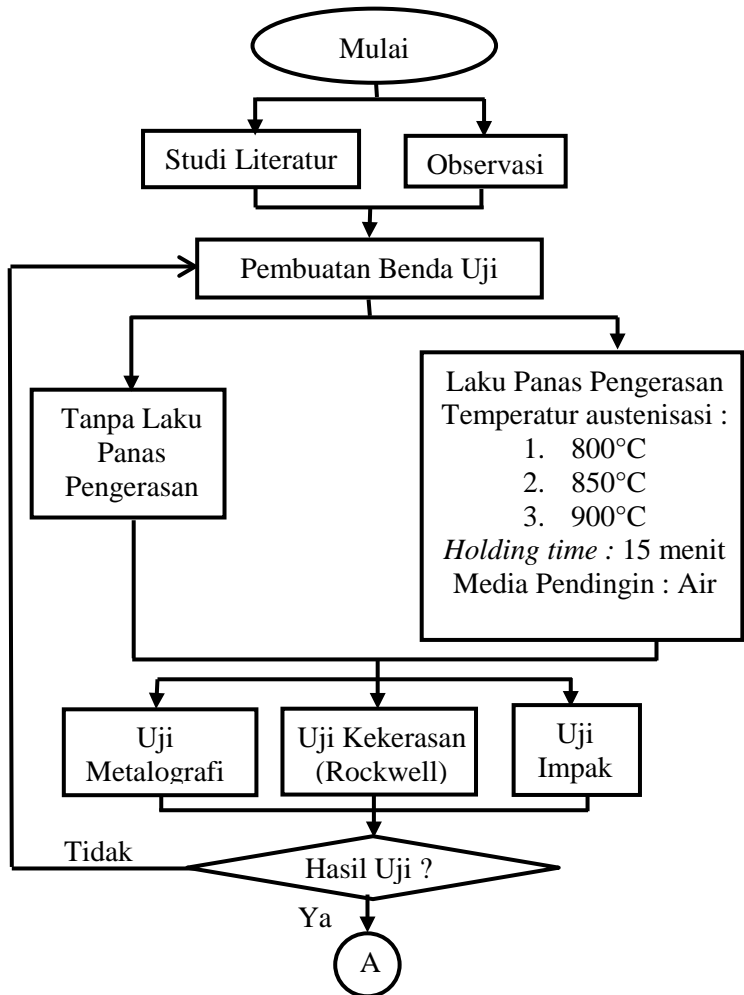 Mulai
Studi Literatur
Observasi
Pembuatan Benda Uji
Tanpa Laku
Panas
Pengerasan
Laku Panas Pengerasan
Temperatur austenisasi :
1. 800°C
2. 850°C
3. 900°C
Holding time : 15 menit
Media Pendingin : Air
Uji
Metalografi
Uji Kekerasan
(Rockwell)
Uji
Impak
Tidak
Hasil Uji ?
Ya
A